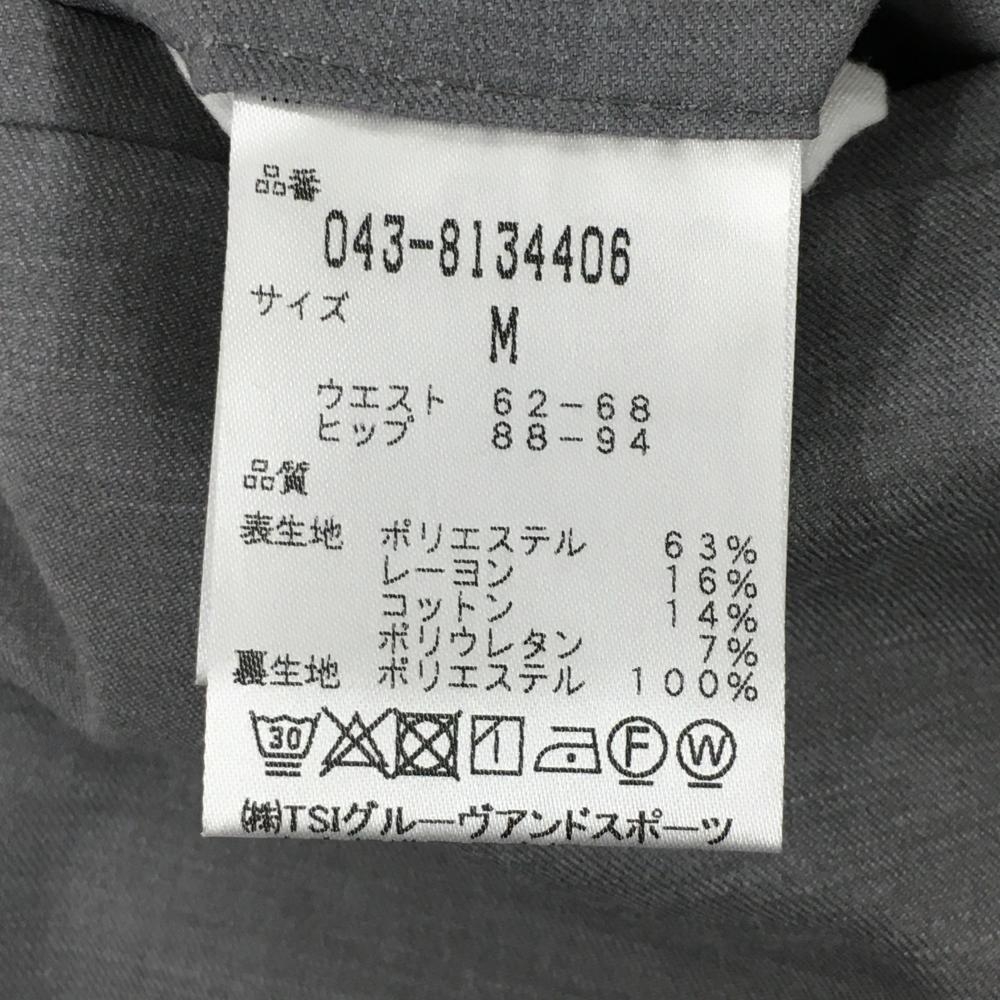 品番
043-8134406
サイズ
M
ウエスト 62-68
ヒップ 88-94
品質
表生地 ポリエステル 63%
レーヨン 16%
コットン 14%
ポリウレタン 7%
裏生地 ポリエステル 100%
30 F W
㈱TSIグルーヴアンドスポーツ